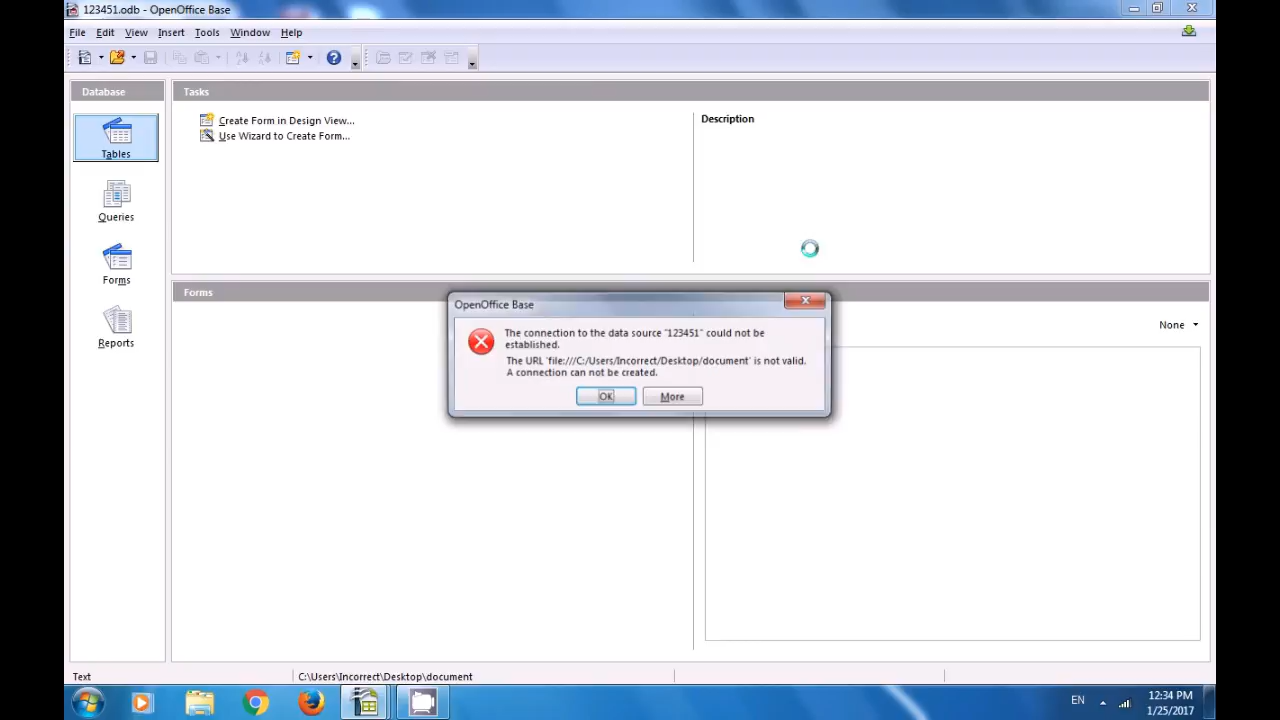 123451.odb - OpenOffice Base
File Edit View Insert Tools Window Help
Database
Tasks
Tables
Queries
Forms
Reports
Create Form in Design View...
Use Wizard to Create Form...
Description
Forms
None
OpenOffice Base
The connection to the data source "123451" could not be
established.
The URL 'file:///C:/Users/Incorrect/Desktop/document' is not valid.
A connection can not be created.
OK More
Text C:\Users\Incorrect\Desktop\document
EN 12:34 PM
1/25/2017